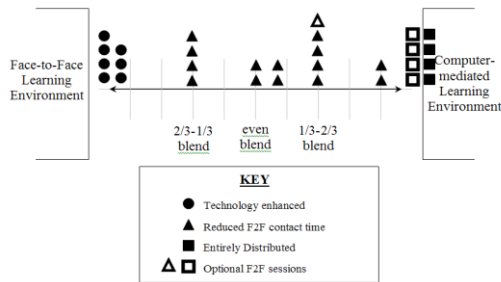 Face-to-Face
Learning
Environment
Computer-
mediated
Learning
Environment
2/3-1/3
blend
even
blend
1/3-2/3
blend
KEY
Technology enhanced
Reduced F2F contact time
Entirely Distributed
Optional F2F sessions